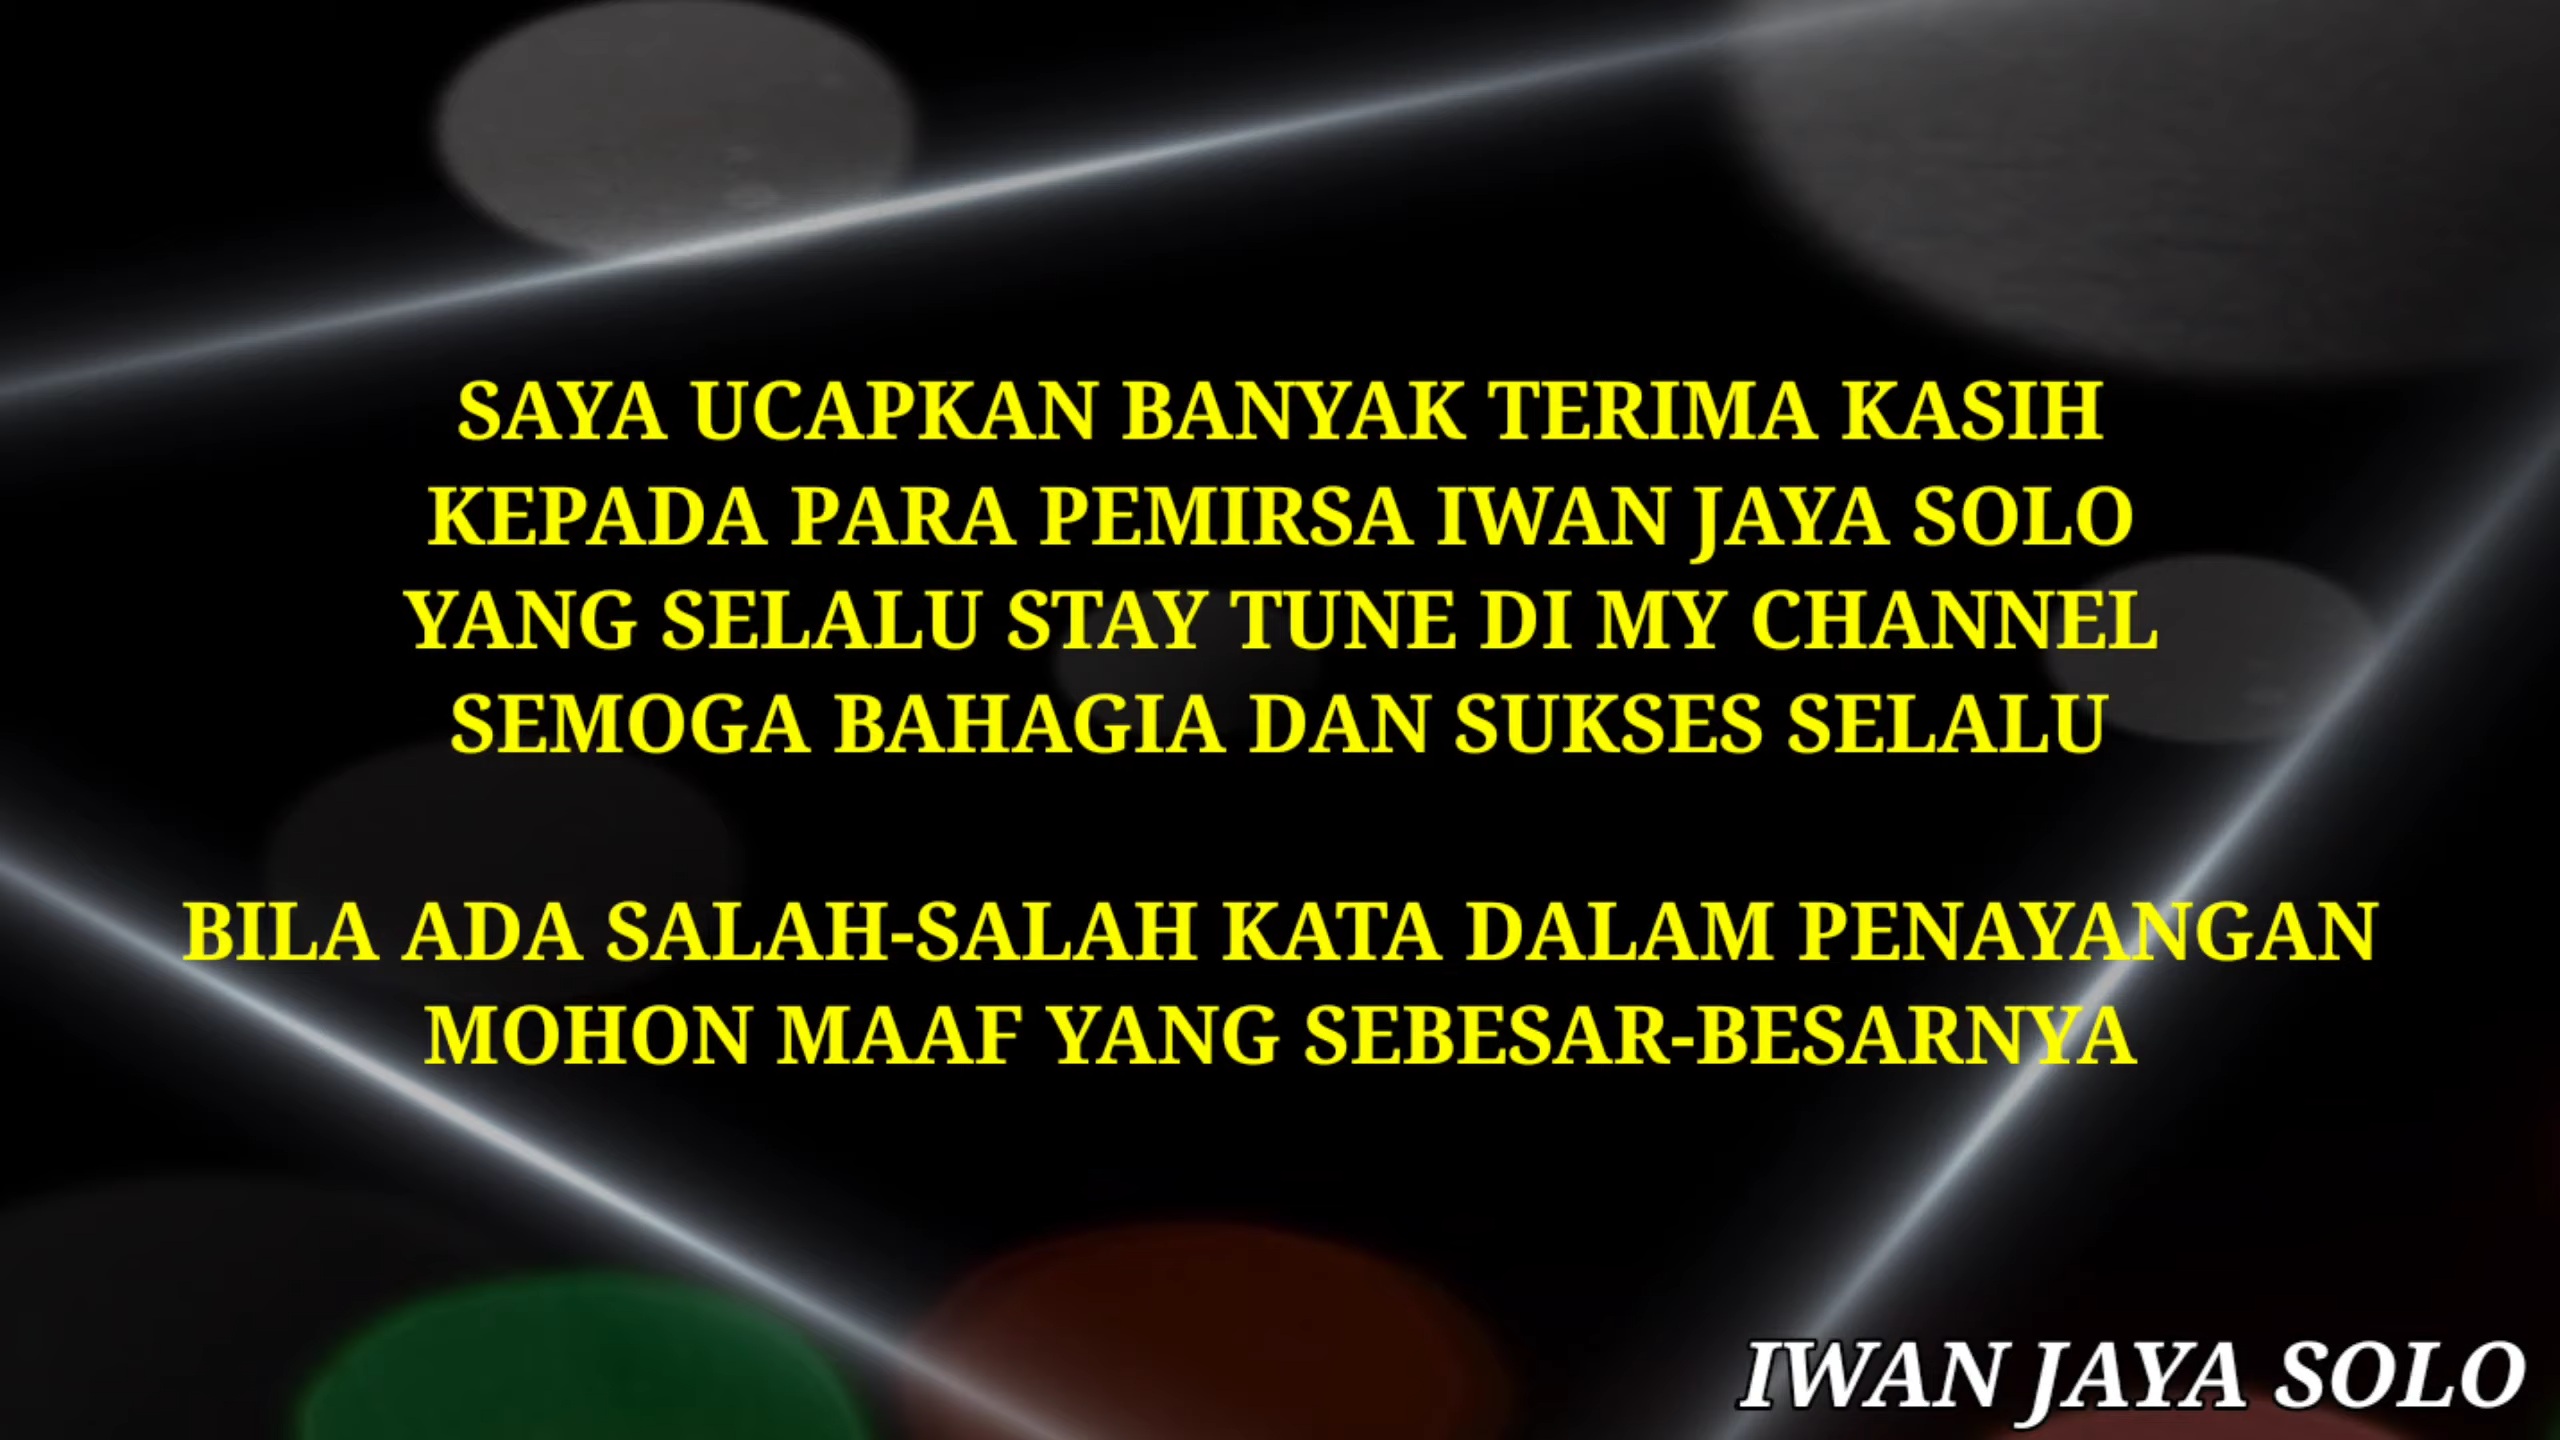 SAYA UCAPKAN BANYAK TERIMA KASIH
KEPADA PARA PEMIRSA IWAN JAYA SOLO
YANG SELALU STAY TUNE DI MY CHANNEL
SEMOGA BAHAGIA DAN SUKSES SELALU
BILA ADA SALAH-SALAH KATA DALAM PENAYANGAN
MOHON MAAF YANG SEBESAR-BESARNYA
IWAN JAYA SOLO